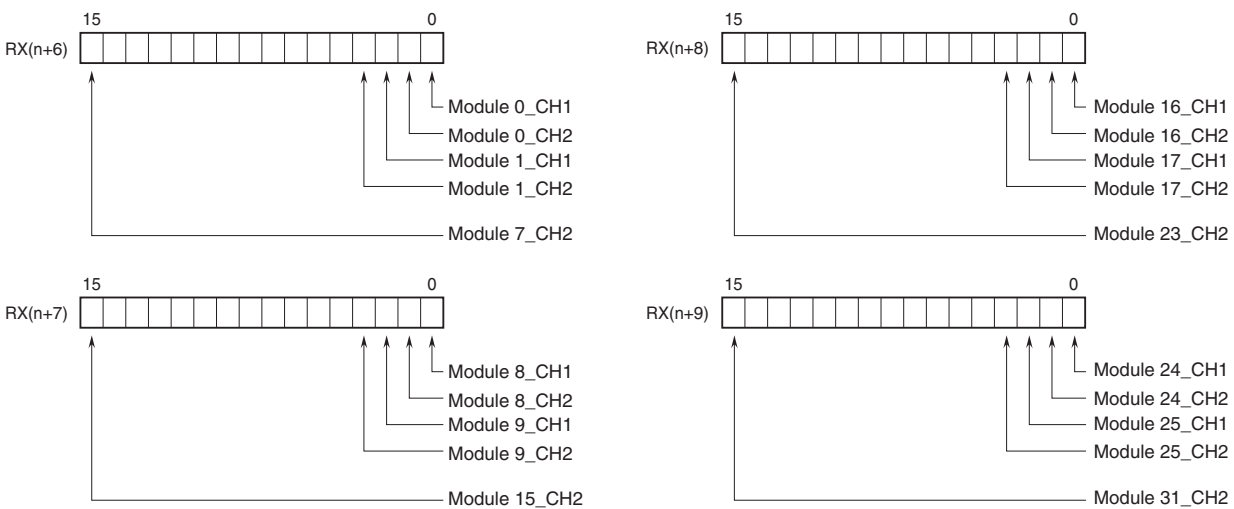 15 0
RX(n+6)
Module 0_CH1
Module 0_CH2
Module 1_CH1
Module 1_CH2
Module 7_CH2
15 0
RX(n+8)
Module 16_CH1
Module 16_CH2
Module 17_CH1
Module 17_CH2
Module 23_CH2
15 0
RX(n+7)
Module 8_CH1
Module 8_CH2
Module 9_CH1
Module 9_CH2
Module 15_CH2
15 0
RX(n+9)
Module 24_CH1
Module 24_CH2
Module 25_CH1
Module 25_CH2
Module 31_CH2